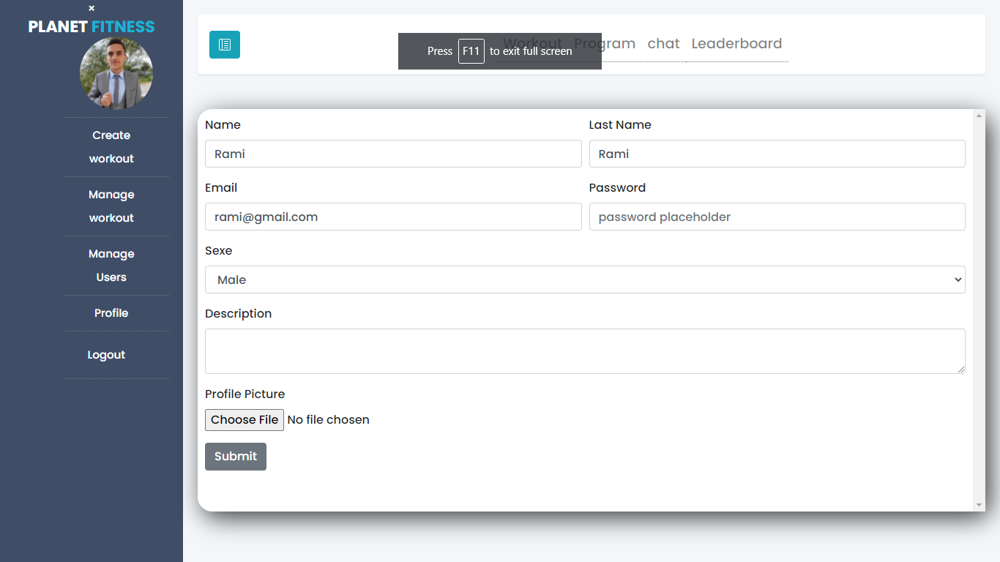 ×
PLANET FITNESS
Create
workout
Manage
workout
Manage
Users
Profile
Logout
Workout Program chat Leaderboard
Press F11 to exit full screen
Name
Last Name
Rami
Rami
Email
Password
rami@gmail.com
password placeholder
Sexe
Male
Description
Profile Picture
Choose File No file chosen
Submit